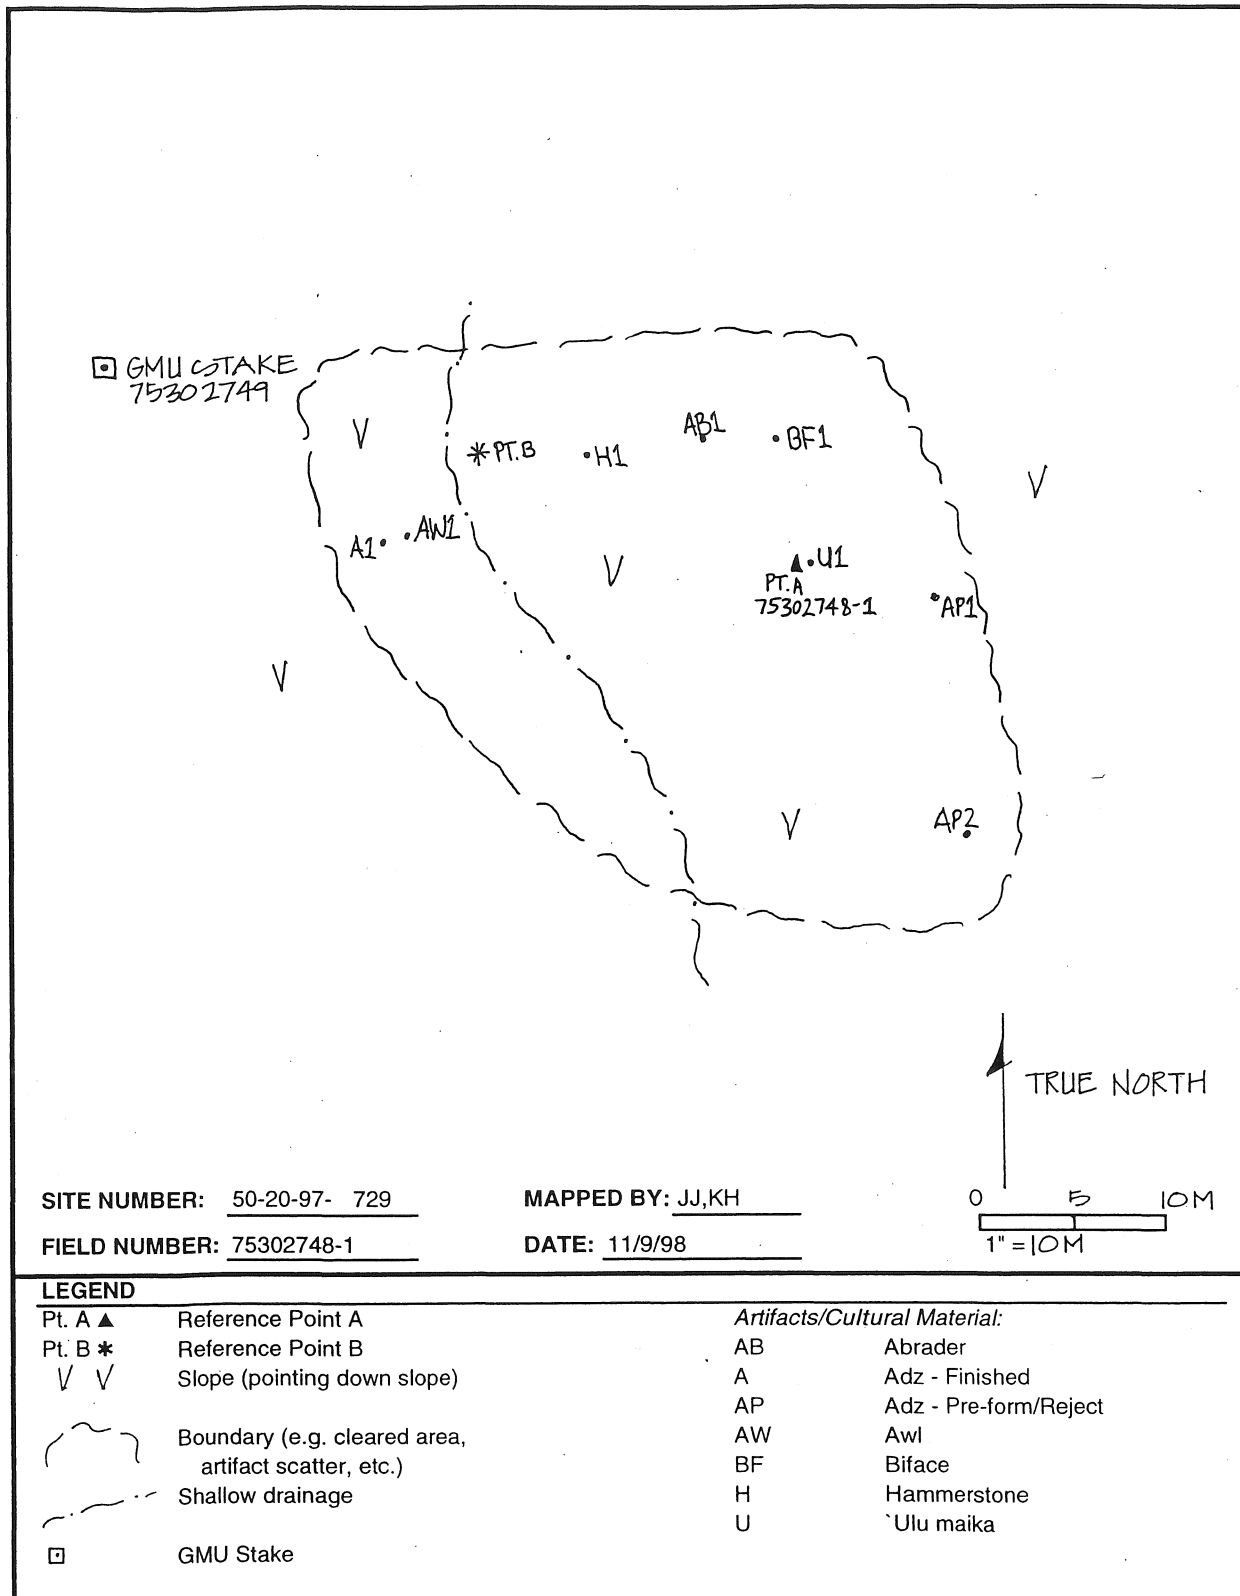 GMU STAKE
75302749
V
AB1
BF1
PT.B
H1
V
AW1
A1
U1
V
PT.A
75302748-1
AP1
V
V
AP2
TRUE NORTH
SITE NUMBER: 50-20-97- 729
MAPPED BY: JJ,KH
0 5 10M
FIELD NUMBER: 75302748-1
DATE: 11/9/98
1" = 10M
LEGEND
Pt. A ▲ Reference Point A
Pt. B * Reference Point B
V V Slope (pointing down slope)
Boundary (e.g. cleared area,
artifact scatter, etc.)
Shallow drainage
GMU Stake
Artifacts/Cultural Material:
AB Abrader
A Adz - Finished
AP Adz - Pre-form/Reject
AW Awl
BF Biface
H Hammerstone
U `Ulu maika